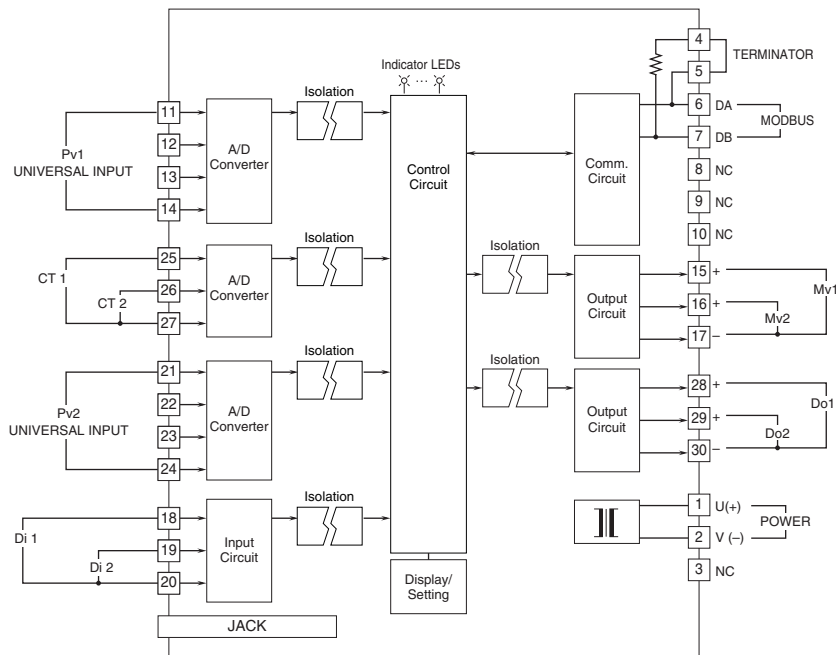 Indicator LEDs
...
4
TERMINATOR
5
Isolation
11
12
13
14
Pv1
UNIVERSAL INPUT
A/D
Converter
Control
Circuit
Comm.
Circuit
6 DA
MODBUS
7 DB
8 NC
9 NC
10 NC
Isolation
25
26
27
CT 1
CT 2
A/D
Converter
Isolation
Output
Circuit
15 +
16 +
17 –
Mv1
Mv2
Isolation
21
22
23
24
Pv2
UNIVERSAL INPUT
A/D
Converter
Isolation
Output
Circuit
28 +
29 +
30 –
Do1
Do2
Isolation
18
19
20
Di 1
Di 2
Input
Circuit
1 U(+)
POWER
2 V (–)
3 NC
Display/
Setting
JACK